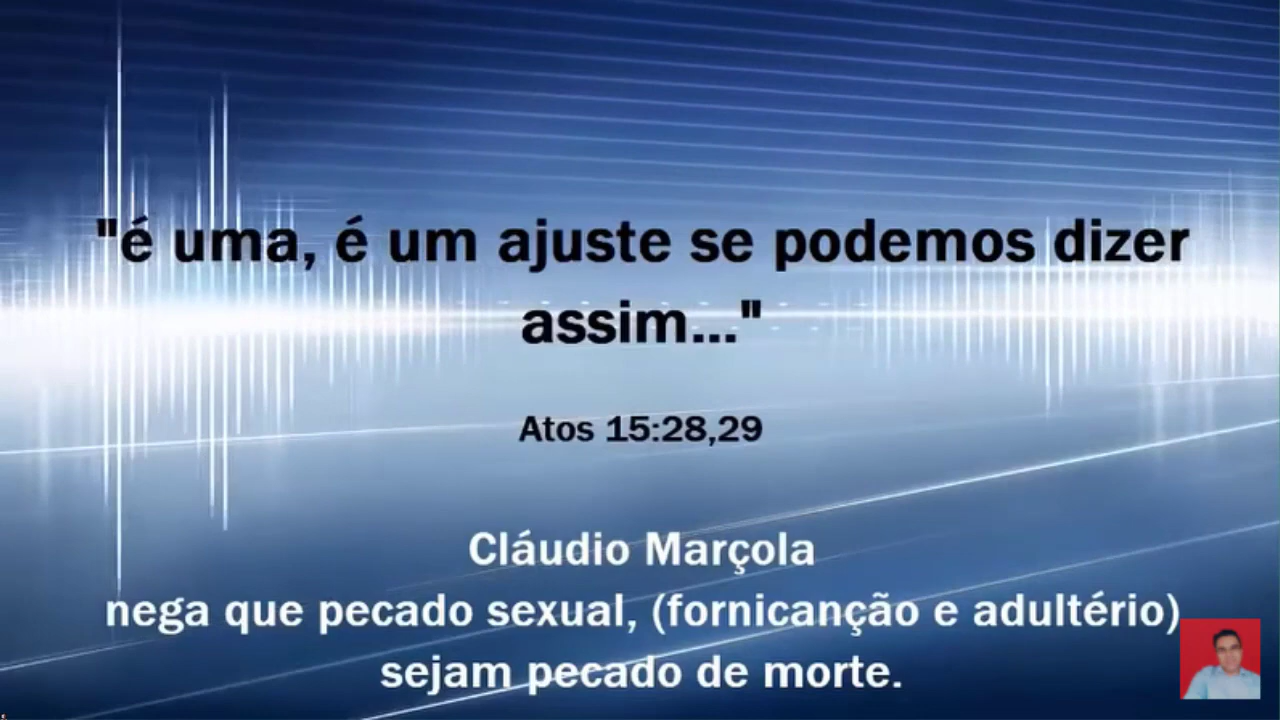 "é uma, é um ajuste se podemos dizer
assim..."
Atos 15:28,29
Cláudio Marçola
nega que pecado sexual, (fornicanção e adultério)
sejam pecado de morte.